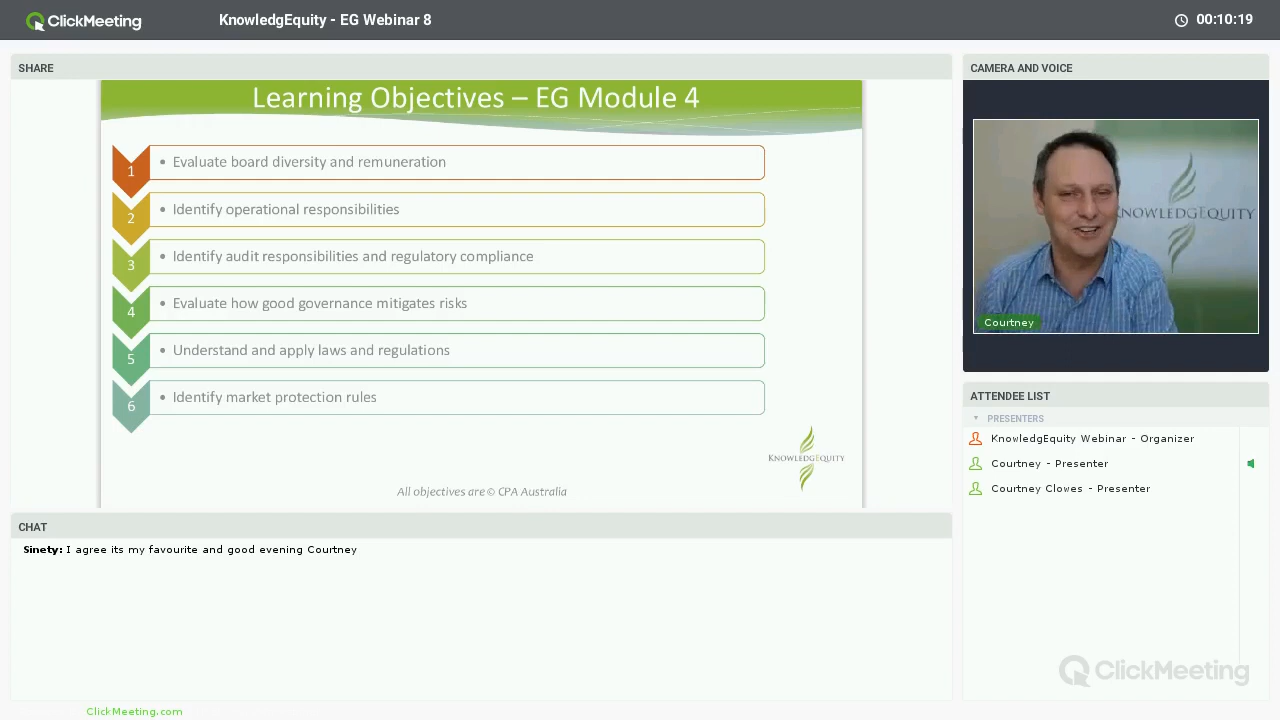 ClickMeeting
KnowledgEquity - EG Webinar 8
00:10:19
SHARE
Learning Objectives – EG Module 4
1
• Evaluate board diversity and remuneration
2
• Identify operational responsibilities
3
• Identify audit responsibilities and regulatory compliance
4
• Evaluate how good governance mitigates risks
5
• Understand and apply laws and regulations
6
• Identify market protection rules
KNOWLEDGEQUITY
All objectives are © CPA Australia
CAMERA AND VOICE
KNOWLEDGEQUITY
Courtney
ATTENDEE LIST
PRESENTERS
KnowledgEquity Webinar - Organizer
Courtney - Presenter
Courtney Clowes - Presenter
CHAT
Sinety: I agree its my favourite and good evening Courtney
ClickMeeting
ClickMeeting.com